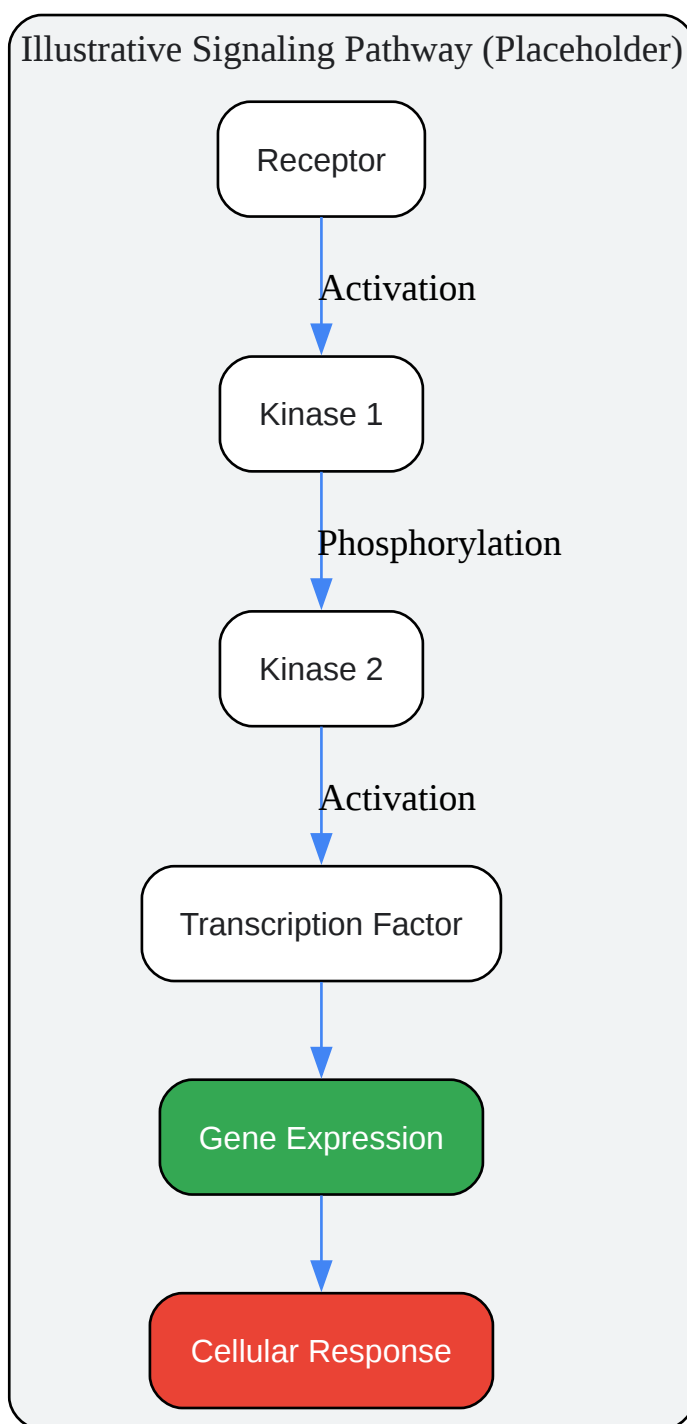 Illustrative Signaling Pathway (Placeholder)
Receptor
Activation
Kinase 1
Phosphorylation
Kinase 2
Activation
Transcription Factor
Gene Expression
Cellular Response